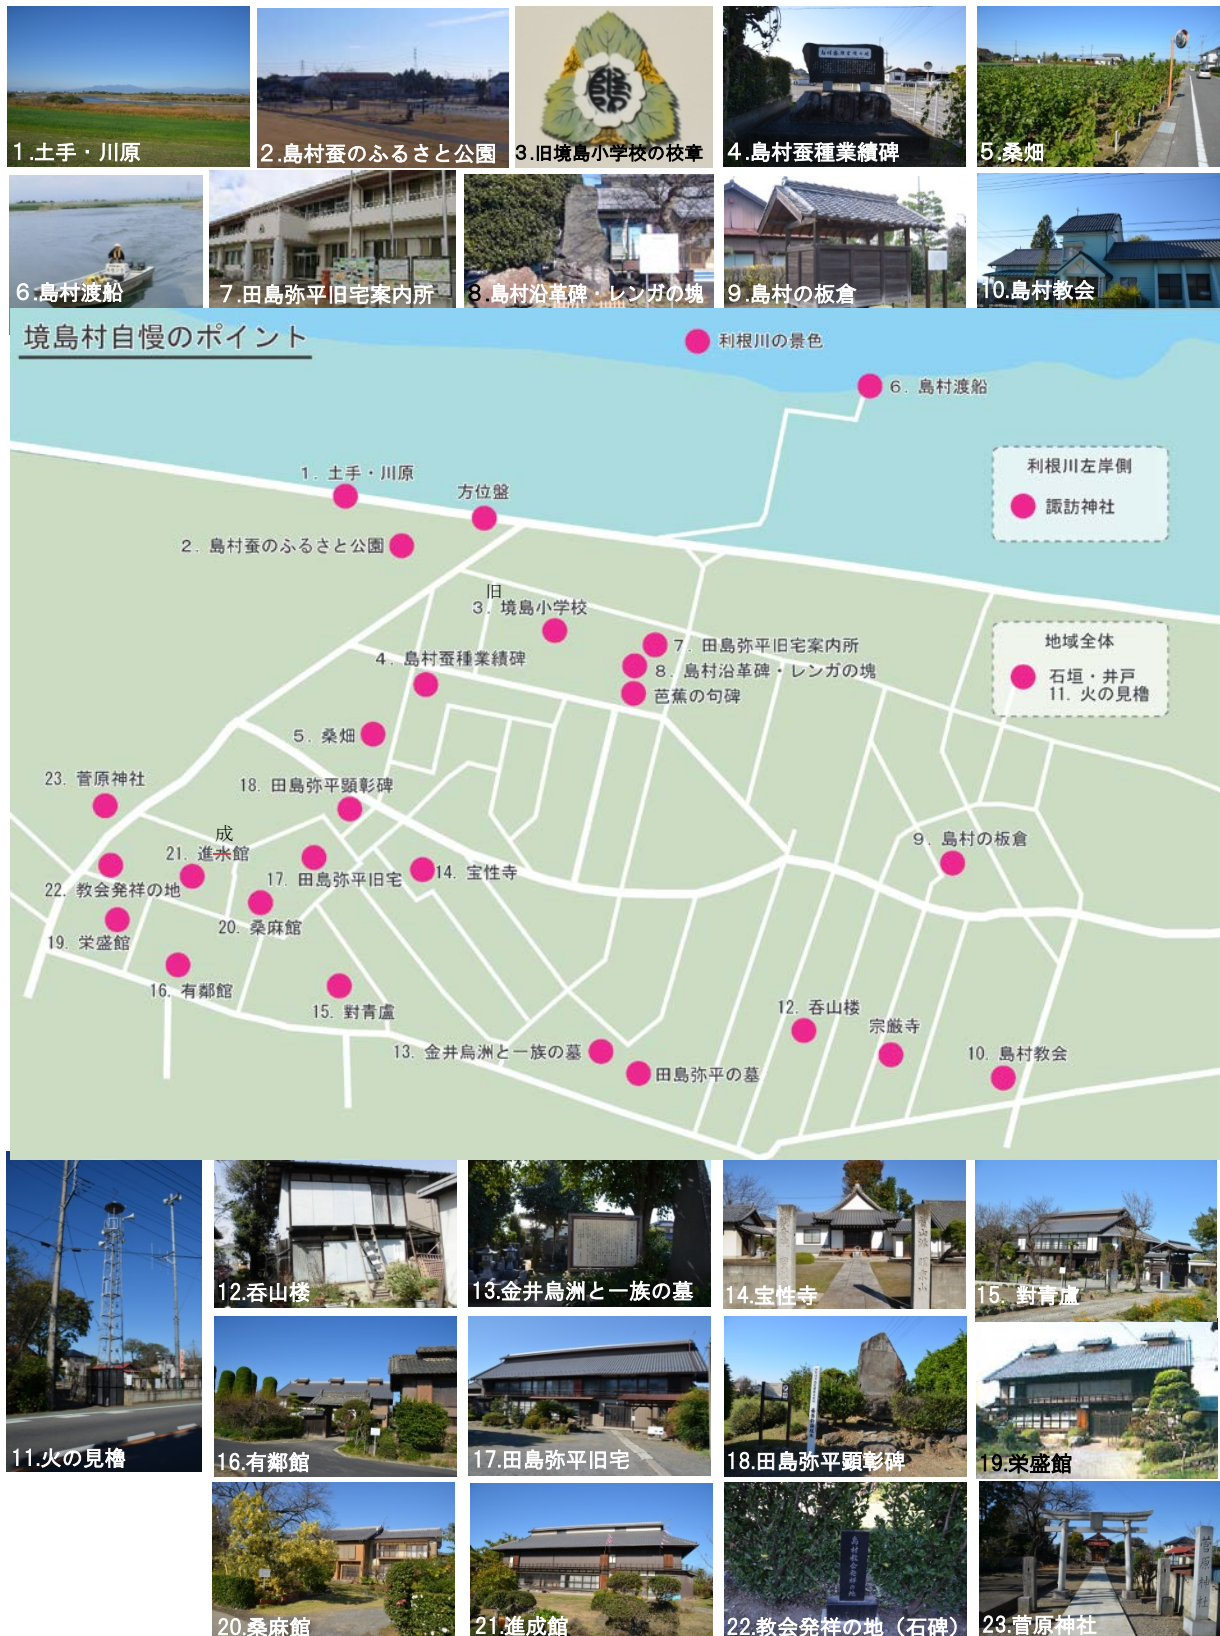 1.土手・川原
2.島村蚕のふるさと公園
3.旧境島小学校の校章
4.島村蚕種業績碑
5.桑畑
6.島村渡船
7.田島弥平旧宅案内所
8.島村沿革碑・レンガの塊
9.島村の板倉
10.島村教会
境島村自慢のポイント
利根川の景色
6. 島村渡船
利根川左岸側
諏訪神社
1. 土手・川原
方位盤
2. 島村蚕のふるさと公園
旧
3. 境島小学校
地域全体
石垣・井戸
11. 火の見櫓
7. 田島弥平旧宅案内所
8. 島村沿革碑・レンガの塊
芭蕉の句碑
4. 島村蚕種業績碑
5. 桑畑
23. 菅原神社
18. 田島弥平顕彰碑
成
21. 進水館
9. 島村の板倉
22. 教会発祥の地
17. 田島弥平旧宅
14. 宝性寺
20. 桑麻館
19. 栄盛館
16. 有鄰館
15. 對青盧
12. 呑山楼
宗厳寺
13. 金井烏洲と一族の墓
田島弥平の墓
10. 島村教会
11.火の見櫓
12.呑山楼
13.金井烏洲と一族の墓
14.宝性寺
15. 對青盧
16.有鄰館
17.田島弥平旧宅
18.田島弥平顕彰碑
19.栄盛館
20.桑麻館
21.進成館
島村教会発祥の地
22.教会発祥の地（石碑）
菅原神社
23.菅原神社